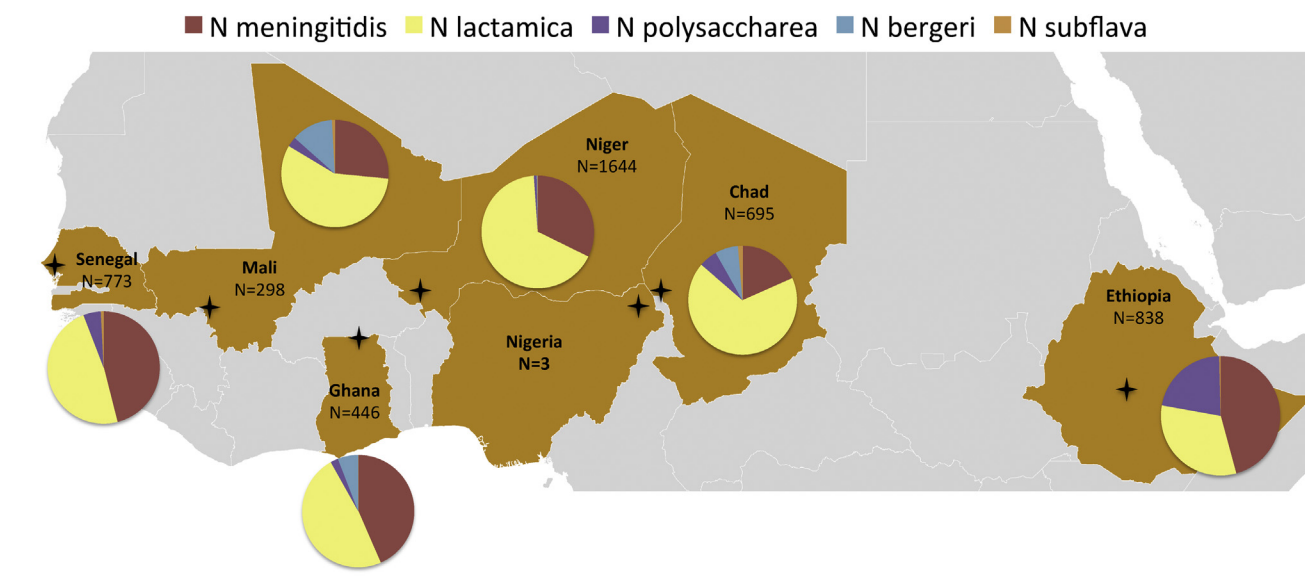 N meningitidis N lactamica N polysaccharea N bergeri N subflava
Niger
N=1644
Chad
N=695
Senegal
N=773
Mali
N=298
Ethiopia
N=838
Nigeria
N=3
Ghana
N=446